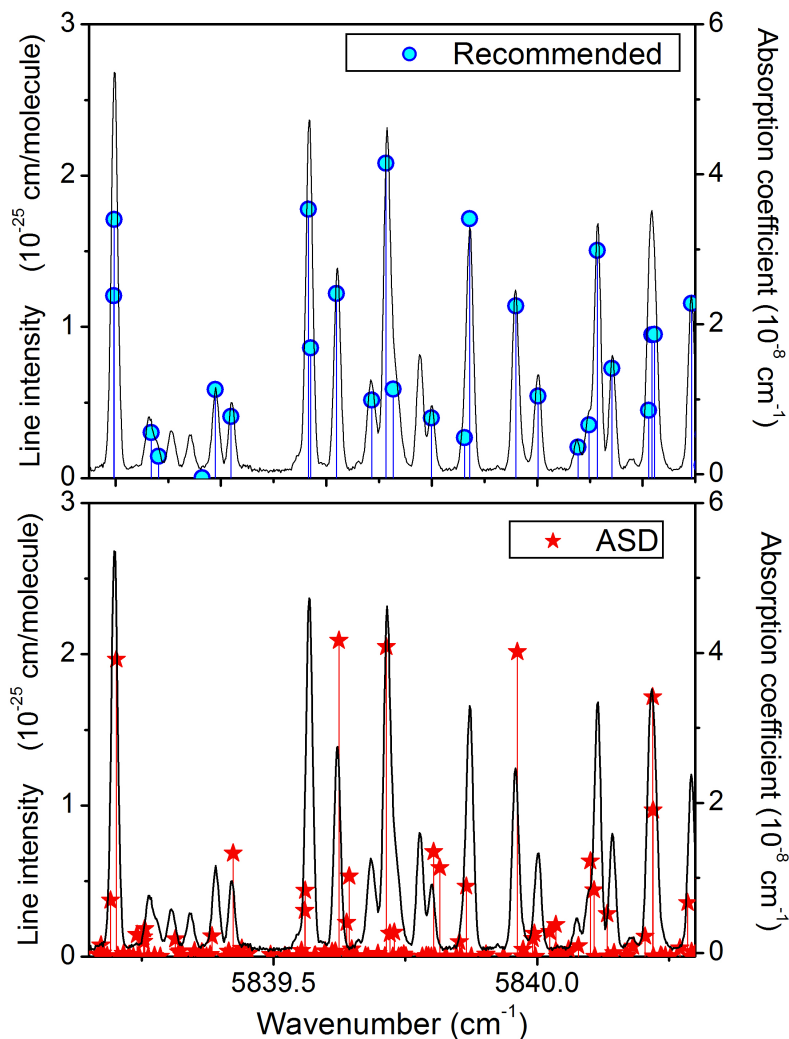 3
2
1
0
Line intensity (10⁻²⁵ cm/molecule)
Recommended
6
4
2
0
Absorption coefficient (10⁻⁸ cm⁻¹)
3
2
1
0
Line intensity (10⁻²⁵ cm/molecule)
ASD
6
4
2
0
Absorption coefficient (10⁻⁸ cm⁻¹)
5839.5 5840.0
Wavenumber (cm⁻¹)